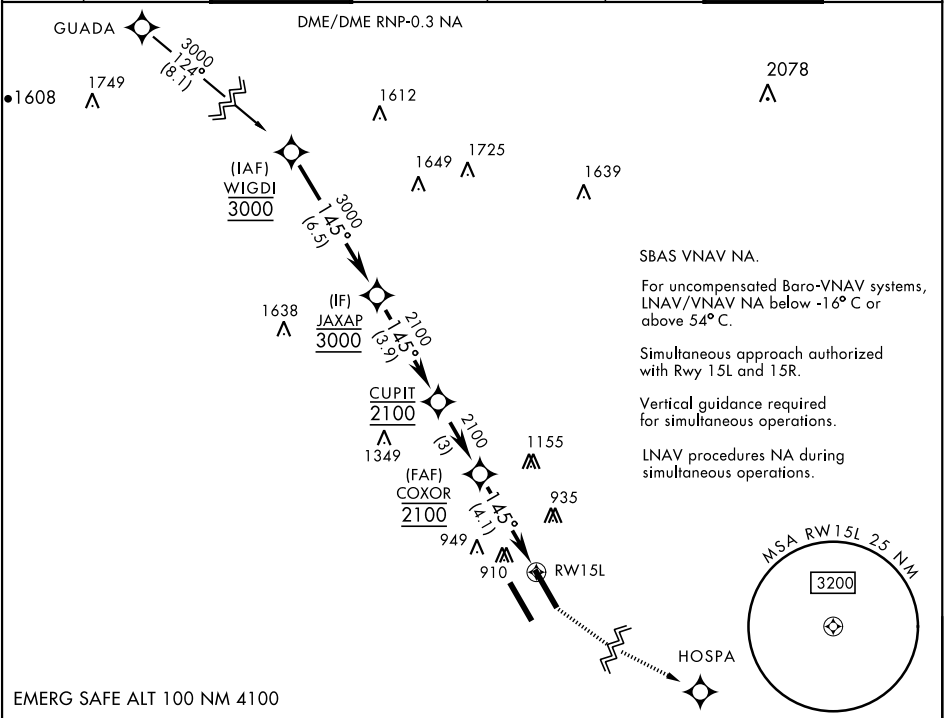 DME/DME RNP-0.3 NA
GUADA
3000
124°
(8.1)
1608
1749
1612
2078
1649
1725
1639
(IAF)
WIGDI
3000
3000
145°
(6.5)
SBAS VNAV NA.
For uncompensated Baro-VNAV systems,
LNAV/VNAV NA below -16° C or
above 54° C.
Simultaneous approach authorized
with Rwy 15L and 15R.
Vertical guidance required
for simultaneous operations.
LNAV procedures NA during
simultaneous operations.
1638
(IF)
JAXAP
3000
2100
145°
(3.9)
CUPIT
2100
1349
2100
(3)
(FAF)
COXOR
2100
1155
935
145°
(4.1)
949
910
RW15L
MSA RW15L 25 NM
3200
HOSPA
EMERG SAFE ALT 100 NM 4100